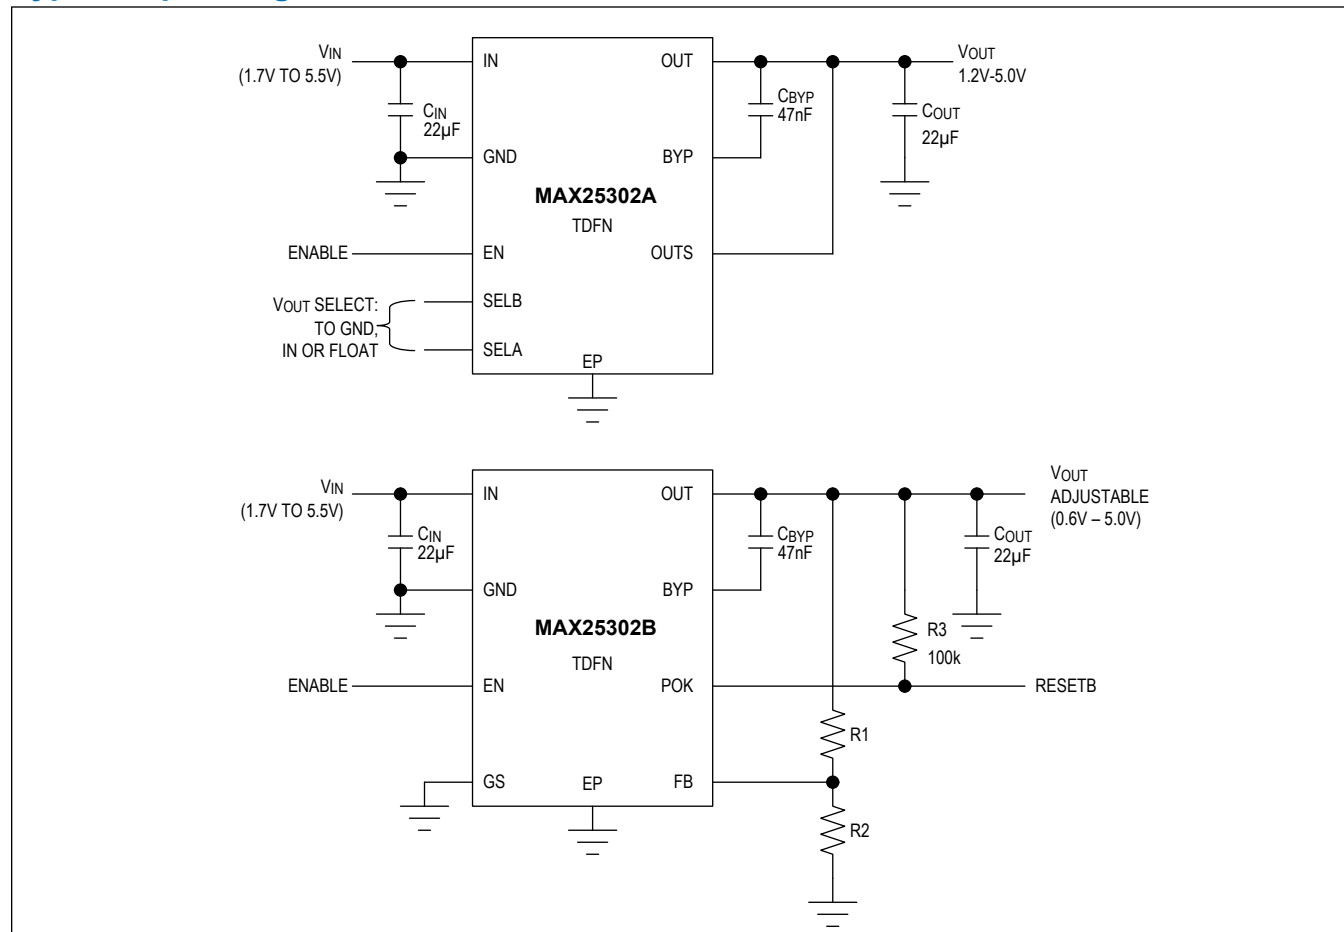 VIN
(1.7V TO 5.5V)
IN
OUT
VOUT
1.2V-5.0V
CIN
22µF
CBYP
47nF
COUT
22µF
GND
BYP
MAX25302A
TDFN
ENABLE
EN
OUTS
VOUT SELECT:
TO GND,
IN OR FLOAT
SELB
SELA
EP
VIN
(1.7V TO 5.5V)
IN
OUT
VOUT
ADJUSTABLE
(0.6V – 5.0V)
CIN
22µF
CBYP
47nF
COUT
22µF
GND
BYP
MAX25302B
TDFN
R3
100k
ENABLE
EN
POK
RESETB
R1
GS
EP
FB
R2